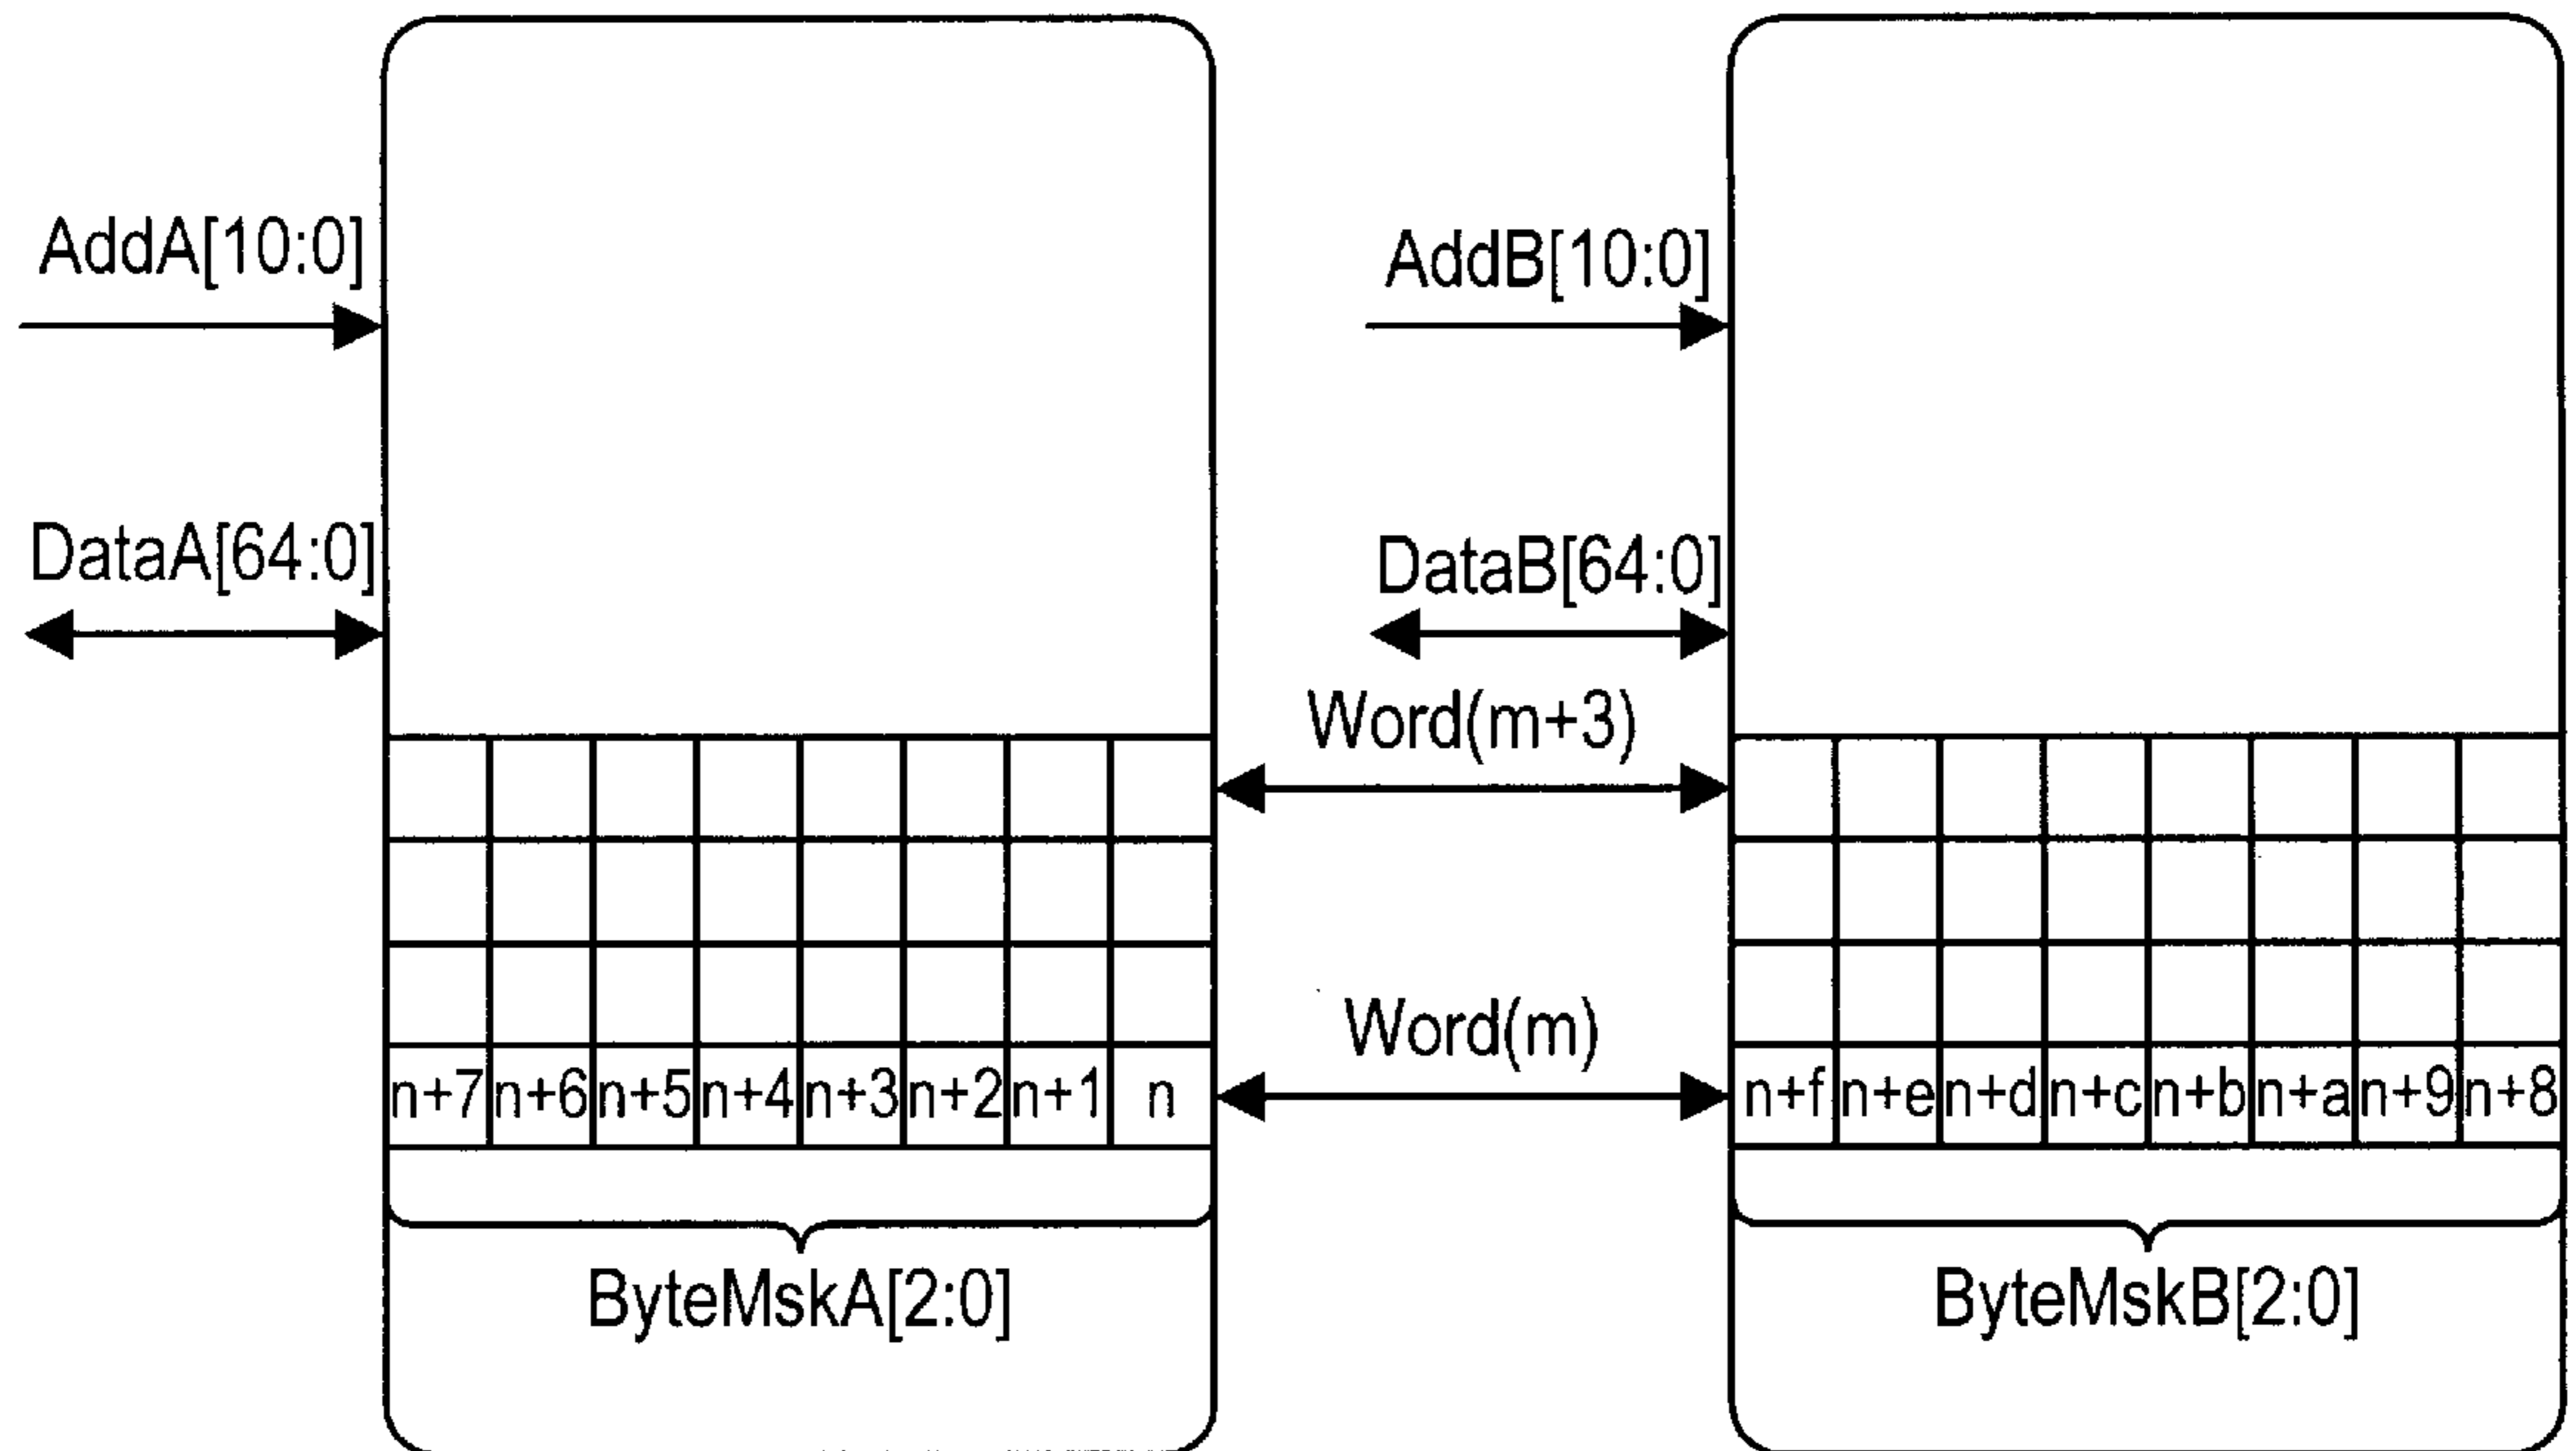 AddA[10:0]
AddB[10:0]
DataA[64:0]
DataB[64:0]
Word(m+3)
Word(m)
n+7 n+6 n+5 n+4 n+3 n+2 n+1 n
n+f n+e n+d n+c n+b n+a n+9 n+8
ByteMskA[2:0]
ByteMskB[2:0]